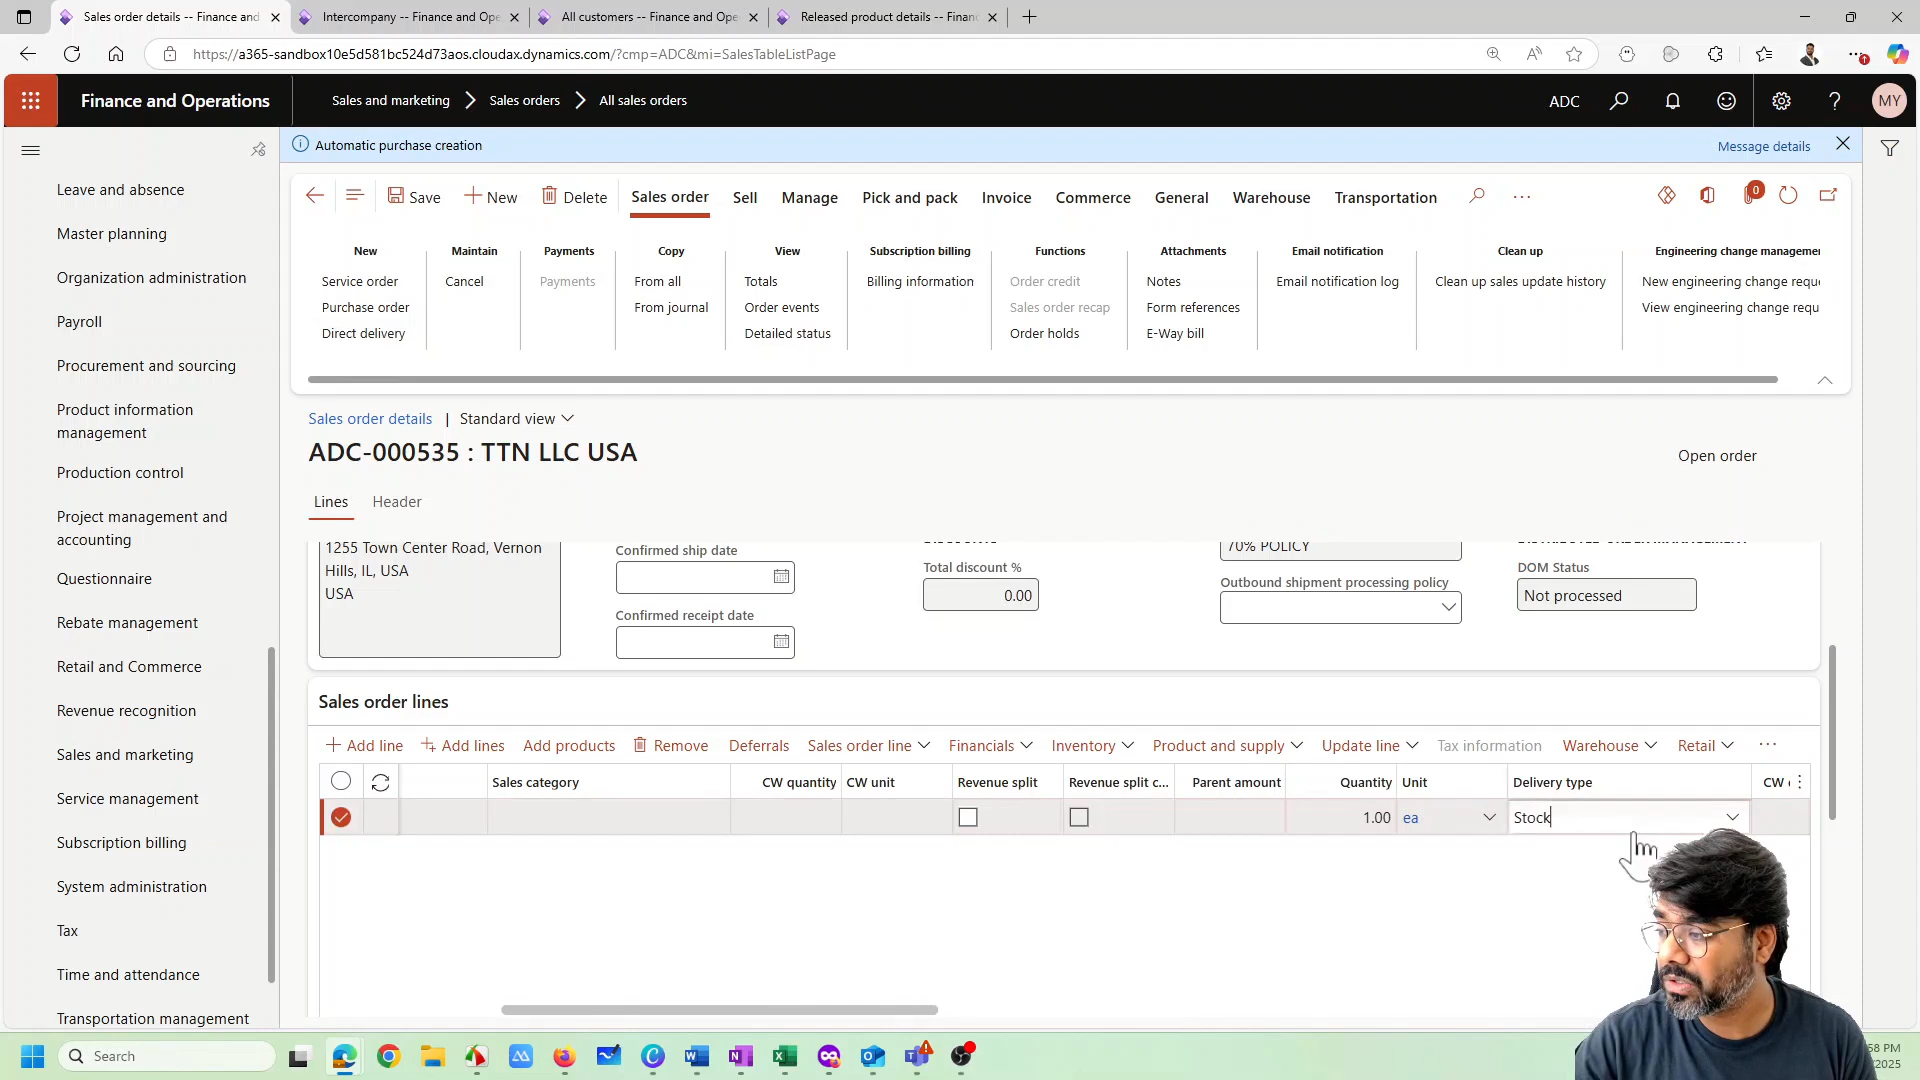 Sales order details -- Finance and
Intercompany -- Finance and Ope
All customers -- Finance and Ope
Released product details -- Finan
https://a365-sandbox10e5d581bc524d73aos.cloudax.dynamics.com/?cmp=ADC&mi=SalesTableListPage
Finance and Operations
Sales and marketing
Sales orders
All sales orders
ADC
MY
Automatic purchase creation
Message details
Leave and absence
Master planning
Organization administration
Payroll
Procurement and sourcing
Product information
management
Production control
Project management and
accounting
Questionnaire
Rebate management
Retail and Commerce
Revenue recognition
Sales and marketing
Service management
Subscription billing
System administration
Tax
Time and attendance
Transportation management
Save
New
Delete
Sales order
Sell
Manage
Pick and pack
Invoice
Commerce
General
Warehouse
Transportation
0
New
Service order
Purchase order
Direct delivery
Maintain
Cancel
Payments
Payments
Copy
From all
From journal
View
Totals
Order events
Detailed status
Subscription billing
Billing information
Functions
Order credit
Sales order recap
Order holds
Attachments
Notes
Form references
E-Way bill
Email notification
Email notification log
Clean up
Clean up sales update history
Engineering change managemer
New engineering change reque
View engineering change requ
Sales order details | Standard view
ADC-000535 : TTN LLC USA
Open order
Lines
Header
1255 Town Center Road, Vernon
Hills, IL, USA
USA
Confirmed ship date
Confirmed receipt date
Total discount %
0.00
70% POLICY
Outbound shipment processing policy
DOM Status
Not processed
Sales order lines
Add line
Add lines
Add products
Remove
Deferrals
Sales order line
Financials
Inventory
Product and supply
Update line
Tax information
Warehouse
Retail
Sales category
CW quantity
CW unit
Revenue split
Revenue split c...
Parent amount
Quantity
Unit
Delivery type
CW
1.00
ea
Stock
Search
58 PM
2025